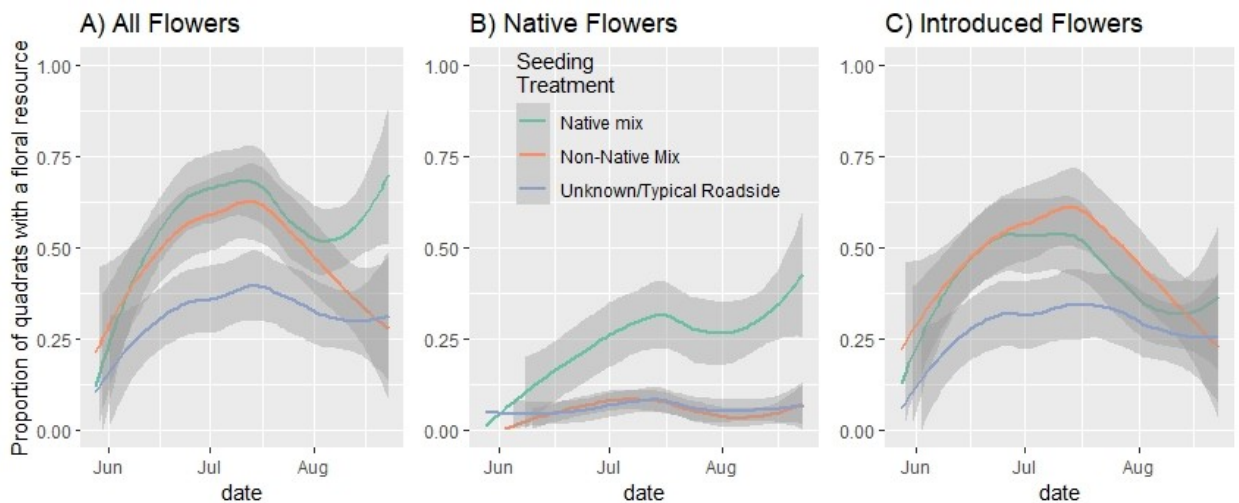 A) All Flowers
B) Native Flowers
C) Introduced Flowers
Proportion of quadrats with a floral resource
1.00
0.75
0.50
0.25
0.00
Jun
Jul
Aug
date
Seeding
Treatment
Native mix
Non-Native Mix
Unknown/Typical Roadside
1.00
0.75
0.50
0.25
0.00
Jun
Jul
Aug
date
1.00
0.75
0.50
0.25
0.00
Jun
Jul
Aug
date